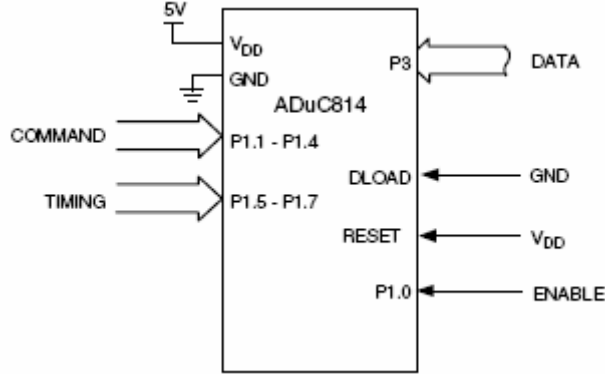 5V
VDD
GND
ADuC814
P3
DATA
COMMAND
P1.1 - P1.4
DLOAD
GND
TIMING
P1.5 - P1.7
RESET
VDD
P1.0
ENABLE